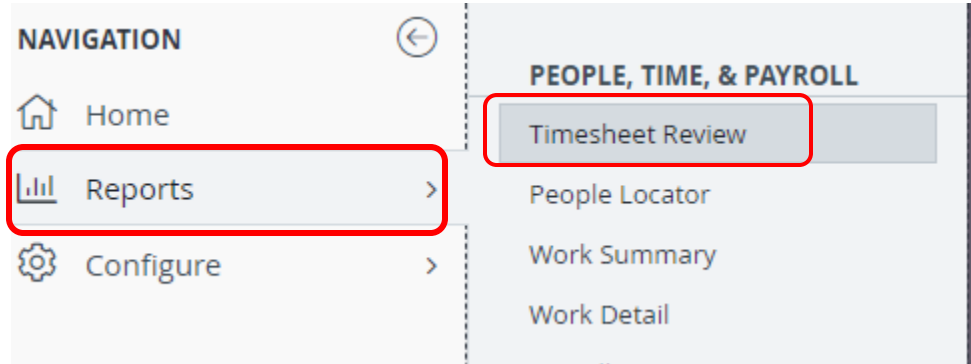 NAVIGATION
Home
Reports
Configure
PEOPLE, TIME, & PAYROLL
Timesheet Review
People Locator
Work Summary
Work Detail